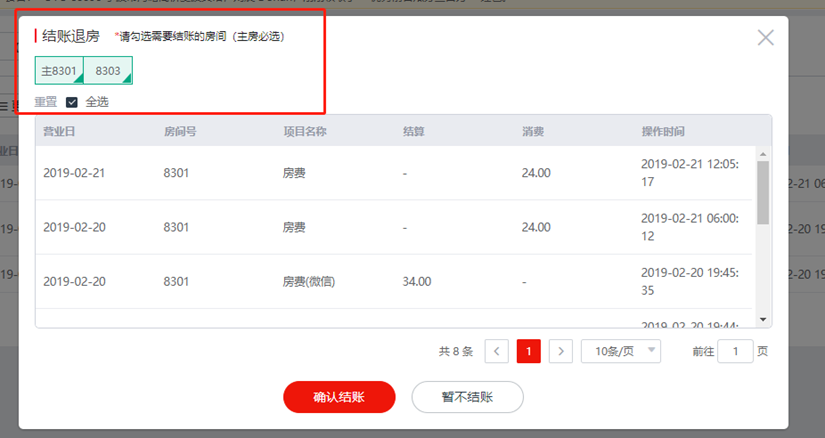 结账退房 *请勾选需要结账的房间（主房必选）
主8301 8303
重置 全选
营业日 房间号 项目名称 结算 消费 操作时间
2019-02-21 8301 房费 - 24.00 2019-02-21 12:05:
17
2019-02-20 8301 房费 - 24.00 2019-02-21 06:00:
12
2019-02-20 8301 房费(微信) 34.00 - 2019-02-20 19:45:
35
2019-02-20 19:44:
共 8 条 1 10条/页 前往 1 页
确认结账 暂不结账